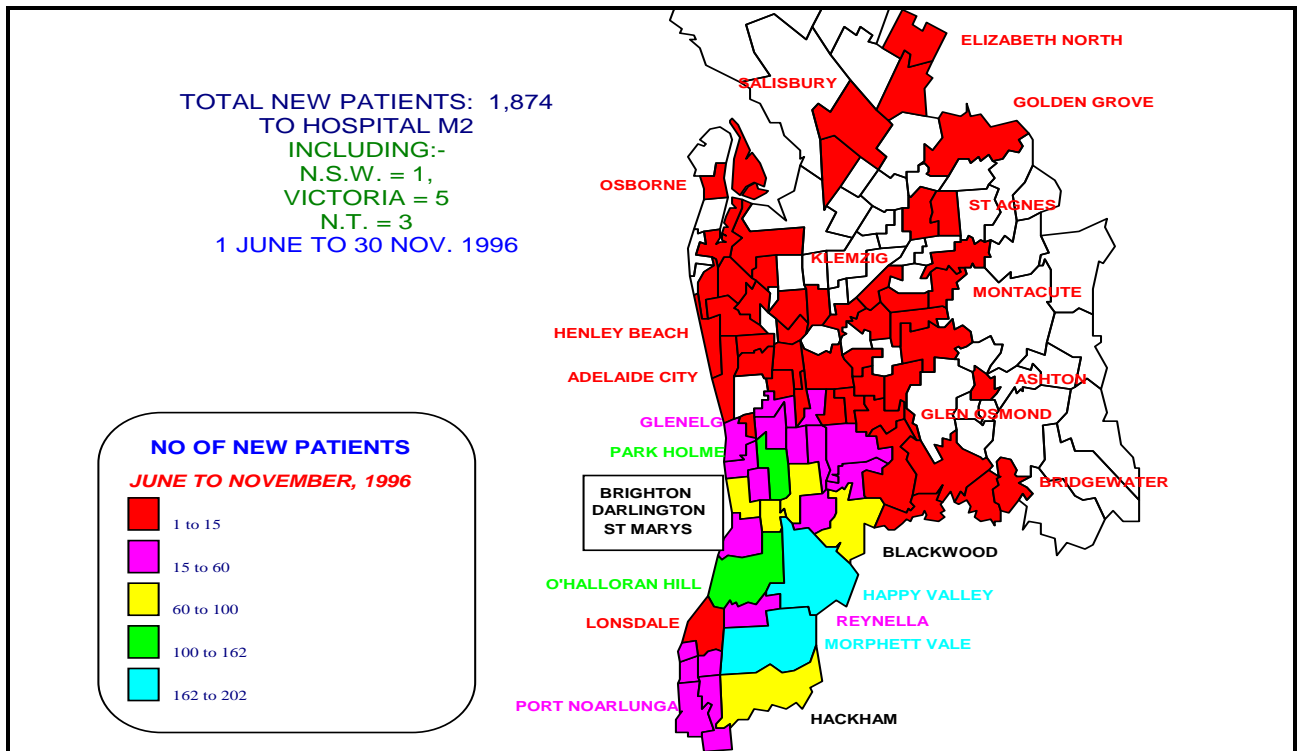 TOTAL NEW PATIENTS: 1,874
TO HOSPITAL M2
INCLUDING:-
N.S.W. = 1,
VICTORIA = 5
N.T. = 3
1 JUNE TO 30 NOV. 1996
ELIZABETH NORTH
SALISBURY
GOLDEN GROVE
OSBORNE
ST AGNES
KLEMZIG
MONTACUTE
HENLEY BEACH
ADELAIDE CITY
ASHTON
GLENELG
GLEN OSMOND
PARK HOLME
BRIDGEWATER
BRIGHTON
DARLINGTON
ST MARYS
BLACKWOOD
O'HALLORAN HILL
HAPPY VALLEY
LONSDALE
REYNELLA
MORPHETT VALE
PORT NOARLUNGA
HACKHAM
NO OF NEW PATIENTS
JUNE TO NOVEMBER, 1996
1 to 15
15 to 60
60 to 100
100 to 162
162 to 202